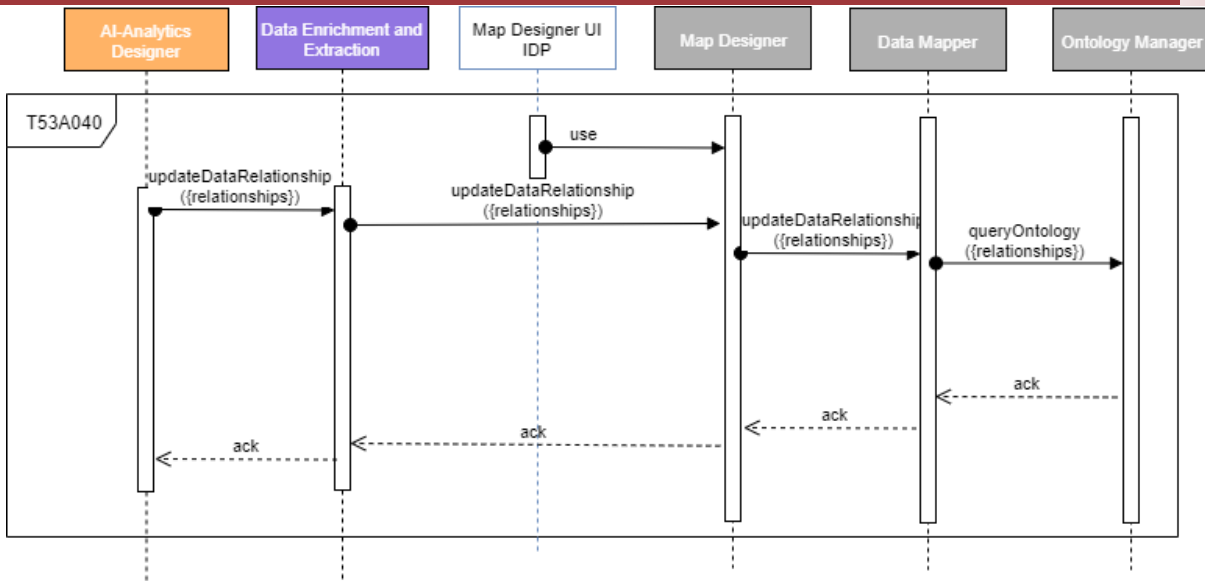 AI-Analytics
Designer
Data Enrichment and
Extraction
Map Designer UI
IDP
Map Designer
Data Mapper
Ontology Manager
T53A040
use
updateDataRelationship
({relationships})
updateDataRelationship
({relationships})
updateDataRelationship
({relationships})
queryOntology
({relationships})
ack
ack
ack
ack